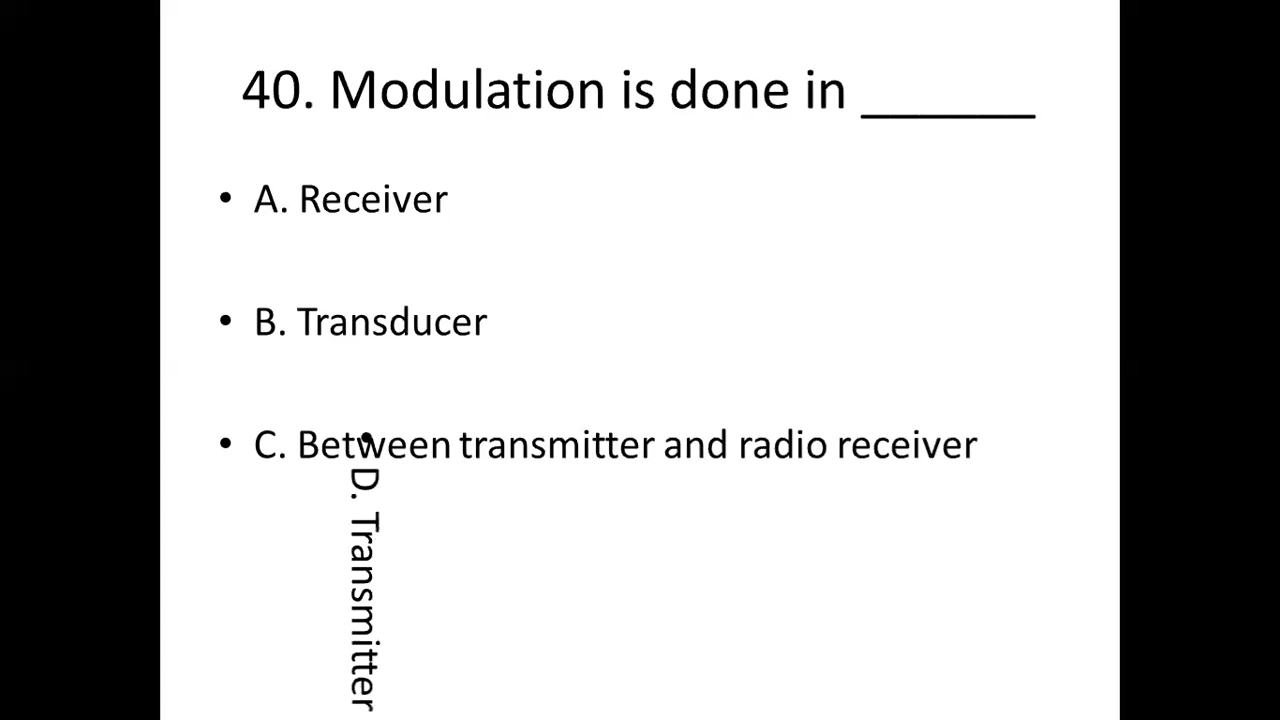 40. Modulation is done in _______
• A. Receiver
• B. Transducer
• C. Between transmitter and radio receiver
• D. Transmitter